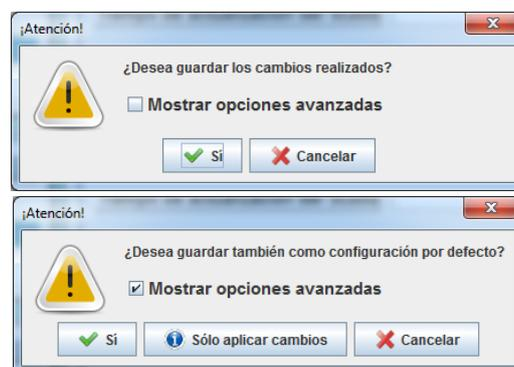 ¡Atención!
¿Desea guardar los cambios realizados?
Mostrar opciones avanzadas
Sí Cancelar
¡Atención!
¿Desea guardar también como configuración por defecto?
Mostrar opciones avanzadas
Sí Sólo aplicar cambios Cancelar